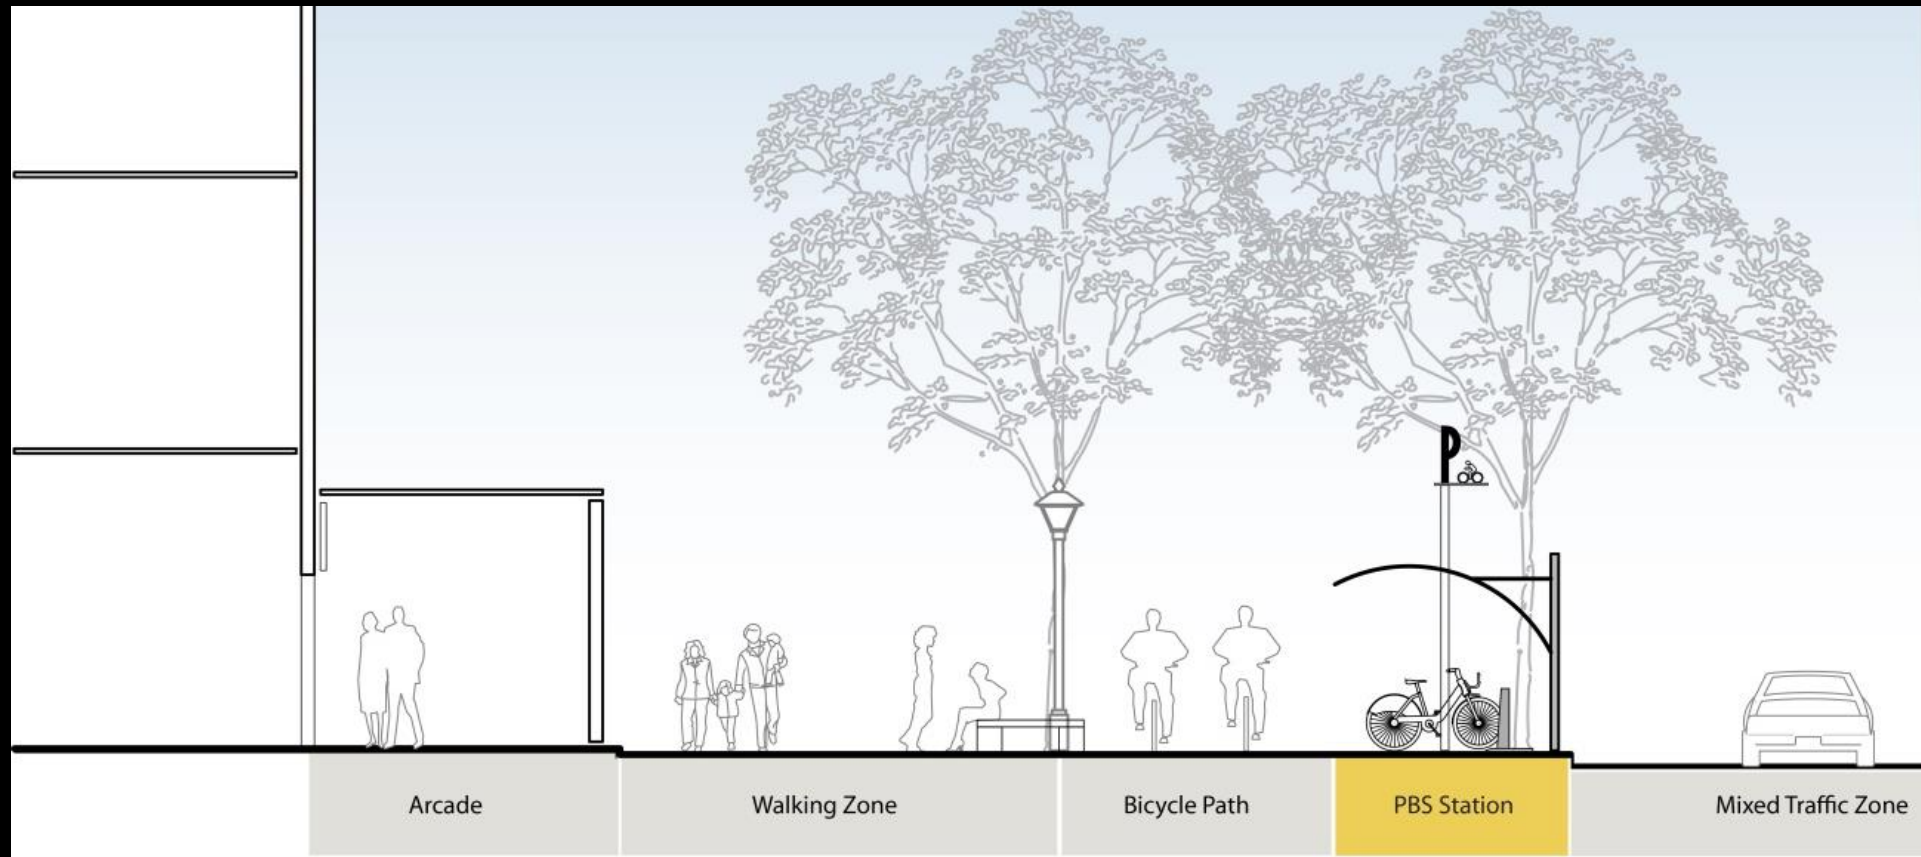 P
Arcade
Walking Zone
Bicycle Path
PBS Station
Mixed Traffic Zone